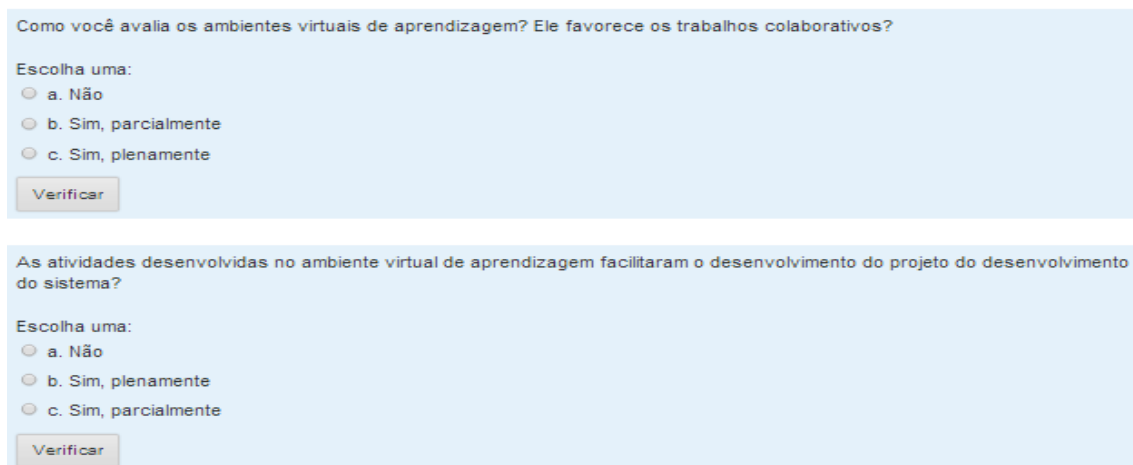 Como você avalia os ambientes virtuais de aprendizagem? Ele favorece os trabalhos colaborativos?
Escolha uma:
a. Não
b. Sim, parcialmente
c. Sim, plenamente
Verificar
As atividades desenvolvidas no ambiente virtual de aprendizagem facilitaram o desenvolvimento do projeto do desenvolvimento
do sistema?
Escolha uma:
a. Não
b. Sim, plenamente
c. Sim, parcialmente
Verificar